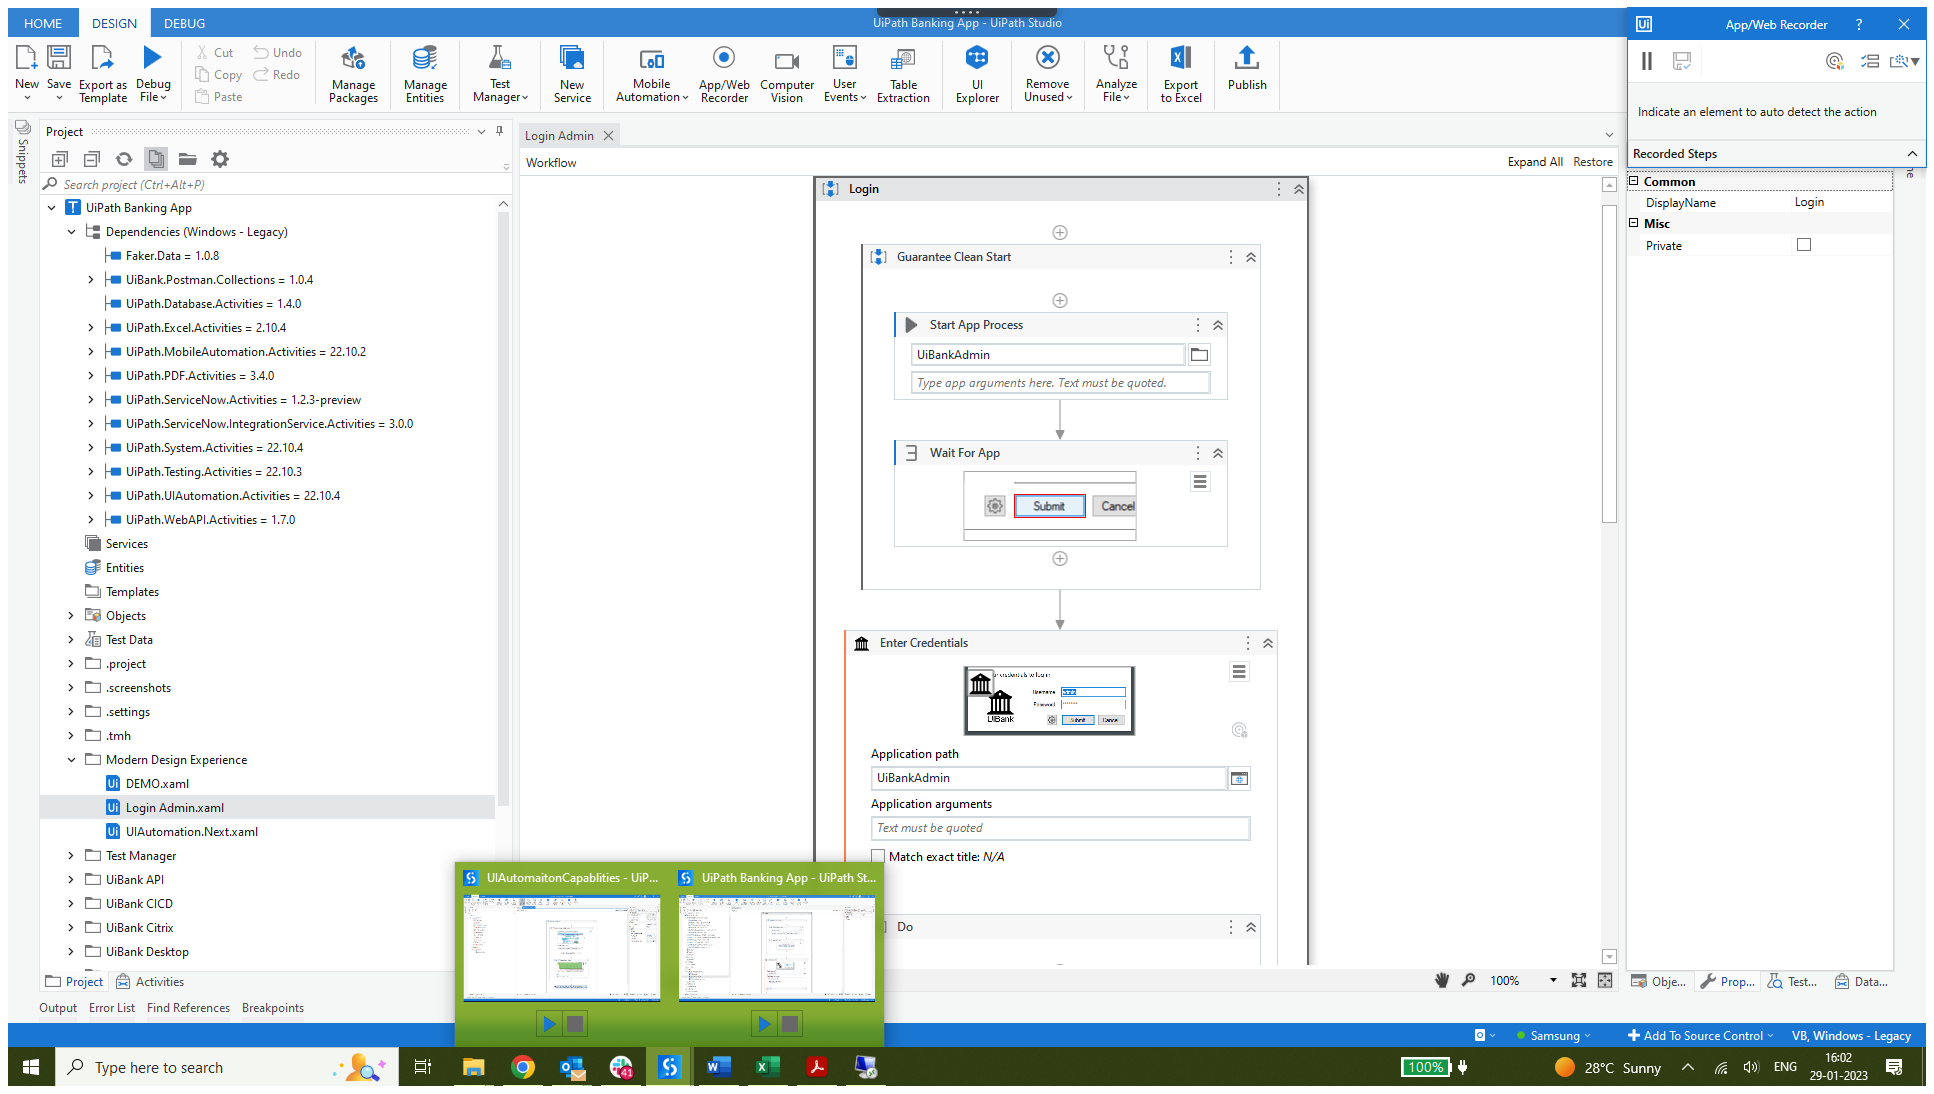 HOME DESIGN DEBUG
UiPath Banking App - UiPath Studio
New
Save
Export as Template
Debug File
Cut
Copy
Paste
Undo
Redo
Manage Packages
Manage Entities
Test Manager
New Service
Mobile Automation
App/Web Recorder
Computer Vision
User Events
Table Extraction
UI Explorer
Remove Unused
Analyze File
Export to Excel
Publish
App/Web Recorder ?
Indicate an element to auto detect the action
Recorded Steps
Snippets
Project
Search project (Ctrl+Alt+P)
UiPath Banking App
Dependencies (Windows - Legacy)
Faker.Data = 1.0.8
UiBank.Postman.Collections = 1.0.4
UiPath.Database.Activities = 1.4.0
UiPath.Excel.Activities = 2.10.4
UiPath.MobileAutomation.Activities = 22.10.2
UiPath.PDF.Activities = 3.4.0
UiPath.ServiceNow.Activities = 1.2.3-preview
UiPath.ServiceNow.IntegrationService.Activities = 3.0.0
UiPath.System.Activities = 22.10.4
UiPath.Testing.Activities = 22.10.3
UiPath.UIAutomation.Activities = 22.10.4
UiPath.WebAPI.Activities = 1.7.0
Services
Entities
Templates
Objects
Test Data
.project
.screenshots
.settings
.tmh
Modern Design Experience
DEMO.xaml
Login Admin.xaml
UIAutomation.Next.xaml
Test Manager
UiBank API
UiBank CICD
UiBank Citrix
UiBank Desktop
Project Activities
Output Error List Find References Breakpoints
Login Admin
Workflow
Expand All Restore
Login
Guarantee Clean Start
Start App Process
UiBankAdmin
Type app arguments here. Text must be quoted.
Wait For App
Submit Cancel
Enter Credentials
er credentials to log in
Username admin
Password
UiBank
Submit Cancel
Application path
UiBankAdmin
Application arguments
Text must be quoted
Match exact title: N/A
Do
100%
Common
DisplayName Login
Misc
Private
Obje... Prop... Test... Data...
UIAutomaitonCapablities - UiP...
UiPath Banking App - UiPath St...
Samsung
Add To Source Control
VB, Windows - Legacy
Type here to search
41
100%
28°C Sunny
ENG
16:02
29-01-2023